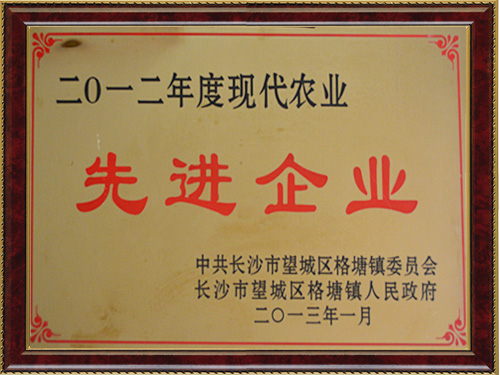 二〇一二年度现代农业
先进企业
中共长沙市望城区格塘镇委员会
长沙市望城区格塘镇人民政府
二〇一三年一月